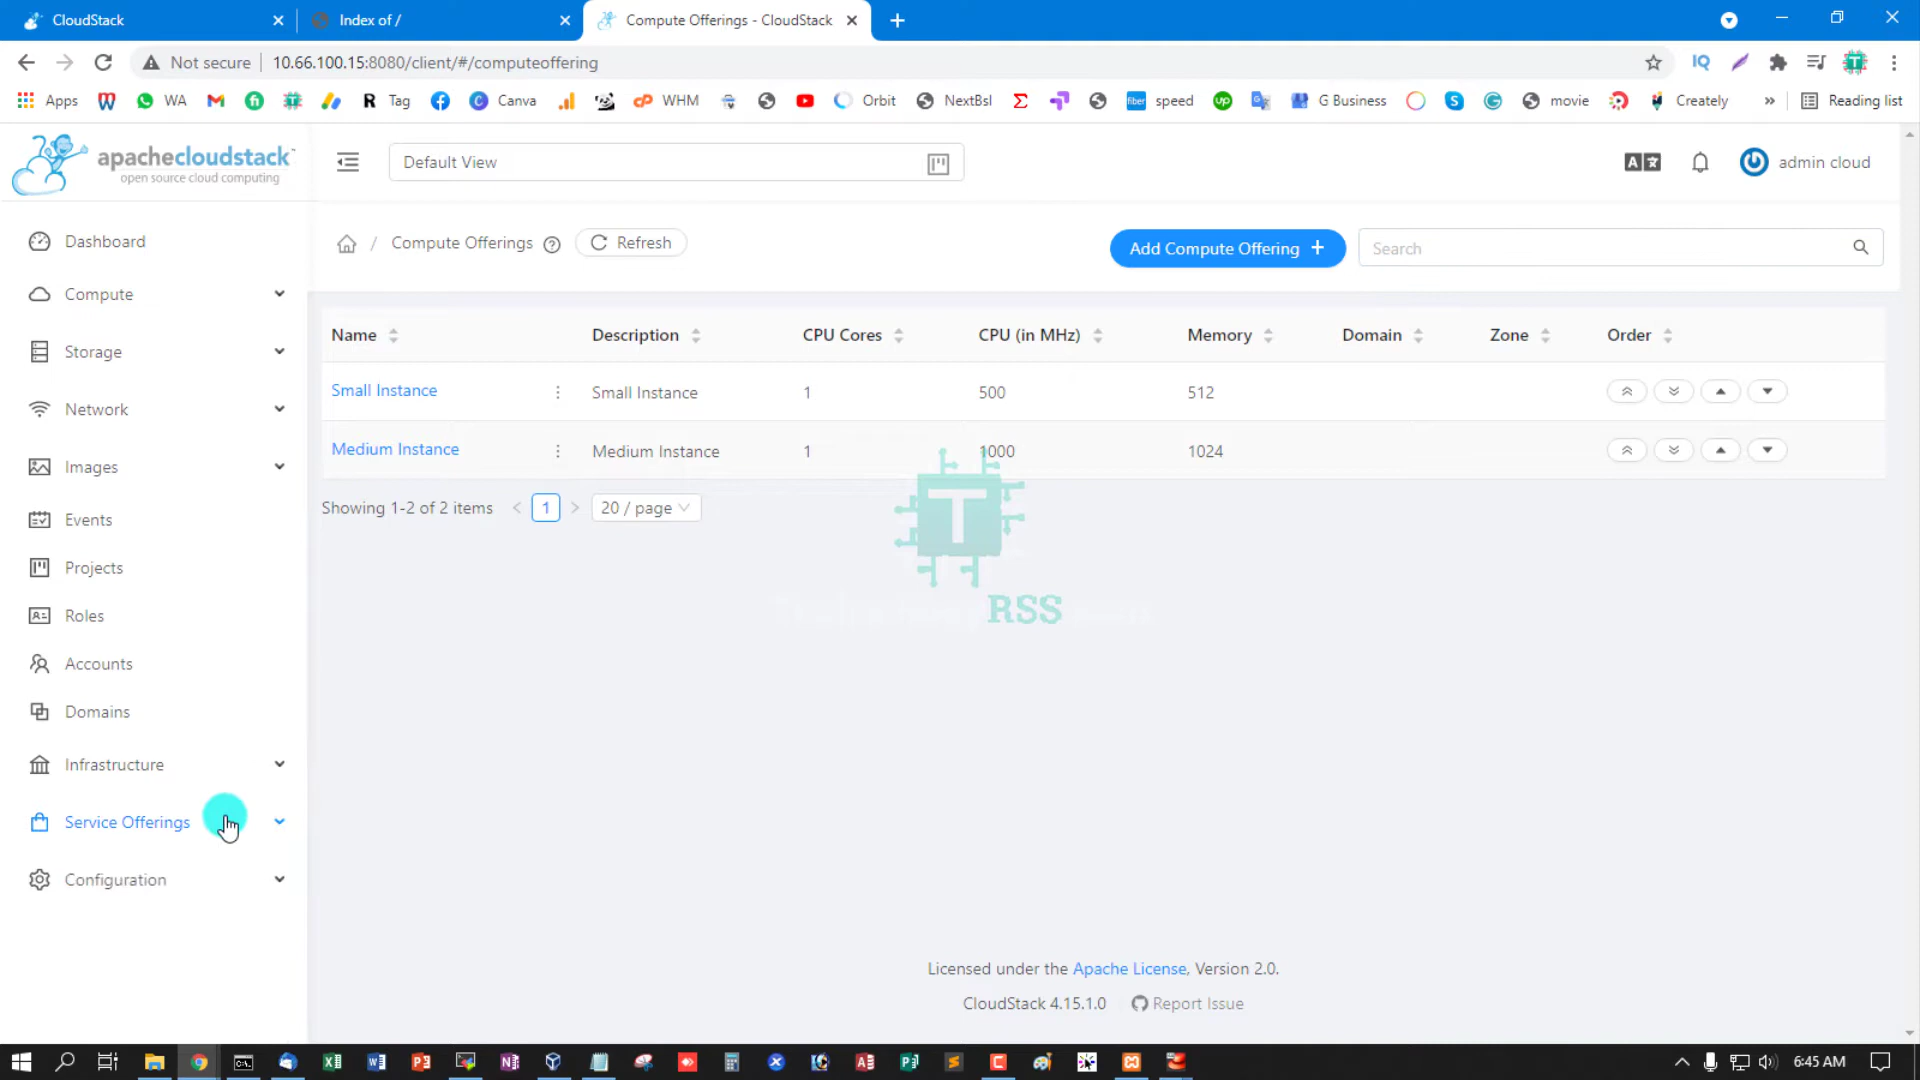 CloudStack
Index of /
Compute Offerings - CloudStack
Not secure
10.66.100.15:8080/client/#/computeoffering
Apps
WA
R Tag
Canva
WHM
Orbit
NextBsl
fiber speed
G Business
movie
Creately
»
Reading list
IQ
apachecloudstack™
open source cloud computing
Default View
admin cloud
Dashboard
Compute
Storage
Network
Images
Events
Projects
Roles
Accounts
Domains
Infrastructure
Service Offerings
Configuration
/ Compute Offerings
Refresh
Add Compute Offering +
Search
Name Description CPU Cores CPU (in MHz) Memory Domain Zone Order
Small Instance Small Instance 1 500 512
Medium Instance Medium Instance 1 1000 1024
Showing 1-2 of 2 items < 1 > 20 / page
T
RSS
Licensed under the Apache License, Version 2.0.
CloudStack 4.15.1.0 Report Issue
6:45 AM